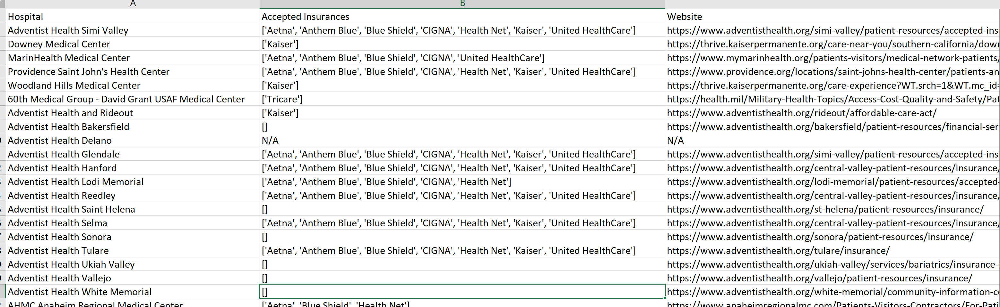 A B
Hospital Accepted Insurances Website
Adventist Health Simi Valley ['Aetna', 'Anthem Blue', 'Blue Shield', 'CIGNA', 'Health Net', 'Kaiser', 'United HealthCare'] https://www.adventisthealth.org/simi-valley/patient-resources/accepted-ins
Downey Medical Center ['Kaiser'] https://thrive.kaiserpermanente.org/care-near-you/southern-california/down
MarinHealth Medical Center ['Aetna', 'Anthem Blue', 'Blue Shield', 'CIGNA', 'United HealthCare'] https://www.mymarinhealth.org/patients-visitors/medical-network-patients/
Providence Saint John's Health Center ['Aetna', 'Anthem Blue', 'Blue Shield', 'CIGNA', 'Health Net', 'Kaiser', 'United HealthCare'] https://www.providence.org/locations/saint-johns-health-center/patients-an
Woodland Hills Medical Center ['Kaiser'] https://thrive.kaiserpermanente.org/care-experience?WT.srch=1&WT.mc_id=
60th Medical Group - David Grant USAF Medical Center ['Tricare'] https://health.mil/Military-Health-Topics/Access-Cost-Quality-and-Safety/Pat
Adventist Health and Rideout ['Kaiser'] https://www.adventisthealth.org/rideout/affordable-care-act/
Adventist Health Bakersfield [] https://www.adventisthealth.org/bakersfield/patient-resources/financial-ser
Adventist Health Delano N/A N/A
Adventist Health Glendale ['Aetna', 'Anthem Blue', 'Blue Shield', 'CIGNA', 'Health Net', 'Kaiser', 'United HealthCare'] https://www.adventisthealth.org/simi-valley/patient-resources/accepted-ins
Adventist Health Hanford ['Aetna', 'Anthem Blue', 'Blue Shield', 'CIGNA', 'Health Net', 'Kaiser', 'United HealthCare'] https://www.adventisthealth.org/central-valley-patient-resources/insurance/
Adventist Health Lodi Memorial ['Aetna', 'Anthem Blue', 'Blue Shield', 'CIGNA', 'Health Net'] https://www.adventisthealth.org/lodi-memorial/patient-resources/accepted-
Adventist Health Reedley ['Aetna', 'Anthem Blue', 'Blue Shield', 'CIGNA', 'Health Net', 'Kaiser', 'United HealthCare'] https://www.adventisthealth.org/central-valley-patient-resources/insurance/
Adventist Health Saint Helena [] https://www.adventisthealth.org/st-helena/patient-resources/insurance/
Adventist Health Selma ['Aetna', 'Anthem Blue', 'Blue Shield', 'CIGNA', 'Health Net', 'Kaiser', 'United HealthCare'] https://www.adventisthealth.org/central-valley-patient-resources/insurance/
Adventist Health Sonora [] https://www.adventisthealth.org/sonora/patient-resources/insurance/
Adventist Health Tulare ['Aetna', 'Anthem Blue', 'Blue Shield', 'CIGNA', 'Health Net', 'Kaiser', 'United HealthCare'] https://www.adventisthealth.org/tulare/insurance/
Adventist Health Ukiah Valley [] https://www.adventisthealth.org/ukiah-valley/services/bariatrics/insurance-
Adventist Health Vallejo [] https://www.adventisthealth.org/vallejo/patient-resources/insurance/
Adventist Health White Memorial [] https://www.adventisthealth.org/white-memorial/community-information-ce
AHMC Anaheim Regional Medical Center ['Aetna', 'Blue Shield', 'Health Net'] https://www.anaheimregionalmc.com/Patients-Visitors-Contractors/For-Pati